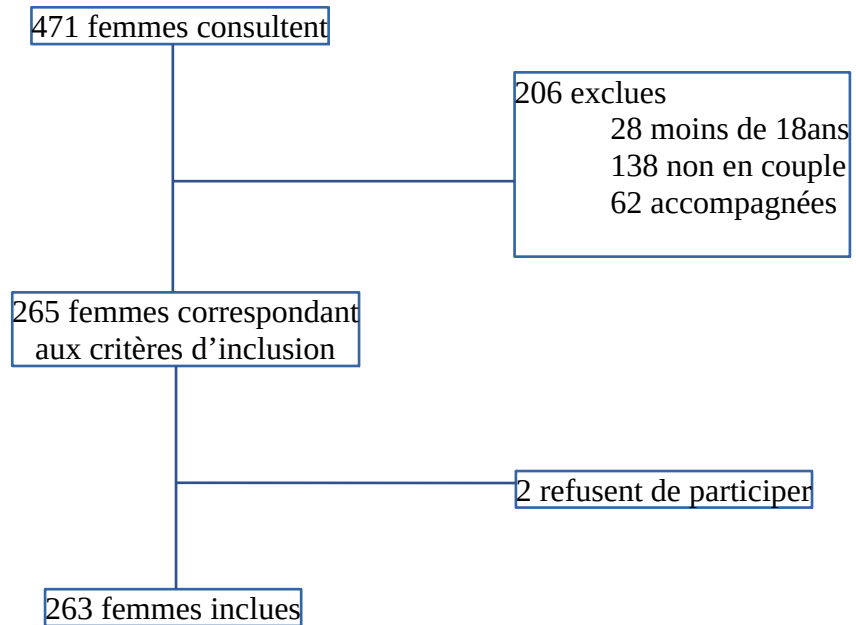 471 femmes consultent
206 exclues
28 moins de 18ans
138 non en couple
62 accompagnées
265 femmes correspondant
aux critères d’inclusion
2 refusent de participer
263 femmes inclues